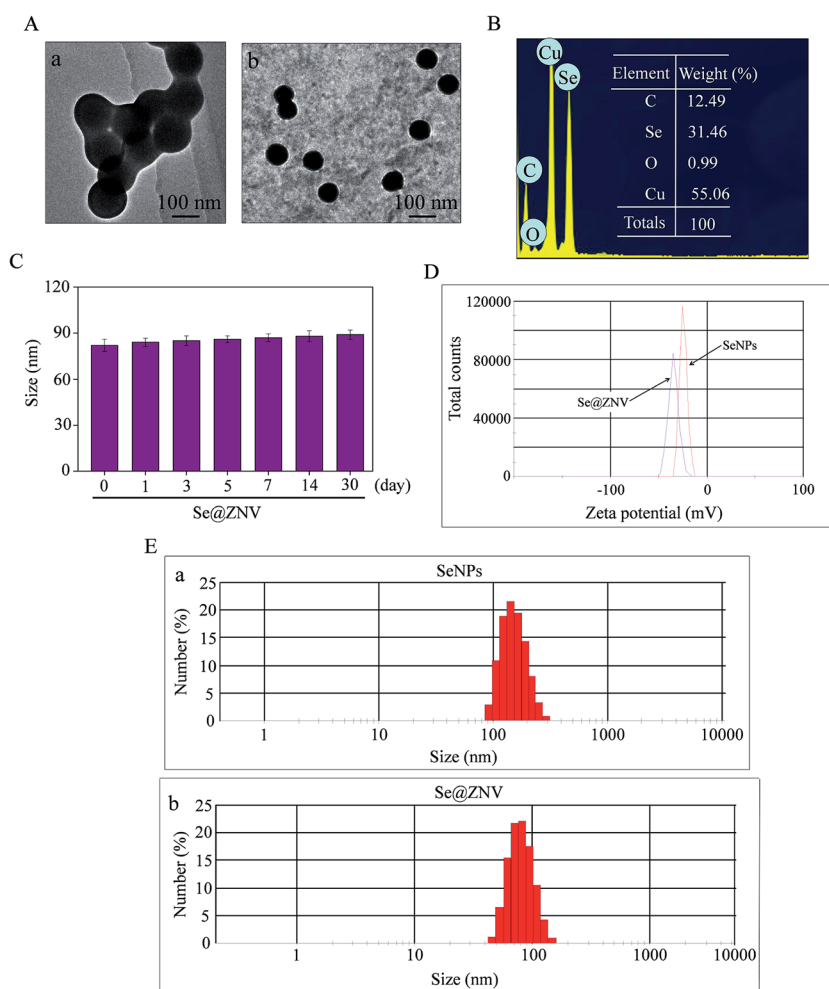 A
a
100 nm
b
100 nm
B
Cu
Se
C
O
Element Weight (%)
C 12.49
Se 31.46
O 0.99
Cu 55.06
Totals 100
C
Size (nm)
120
90
60
30
0
0 1 3 5 7 14 30 (day)
Se@ZNV
D
Total counts
120000
80000
40000
0
SeNPs
Se@ZNV
-100 0 100
Zeta potential (mV)
E
a
SeNPs
Number (%)
25
20
15
10
5
0
1 10 100 1000 10000
Size (nm)
b
Se@ZNV
Number (%)
25
20
15
10
5
0
1 10 100 1000 10000
Size (nm)